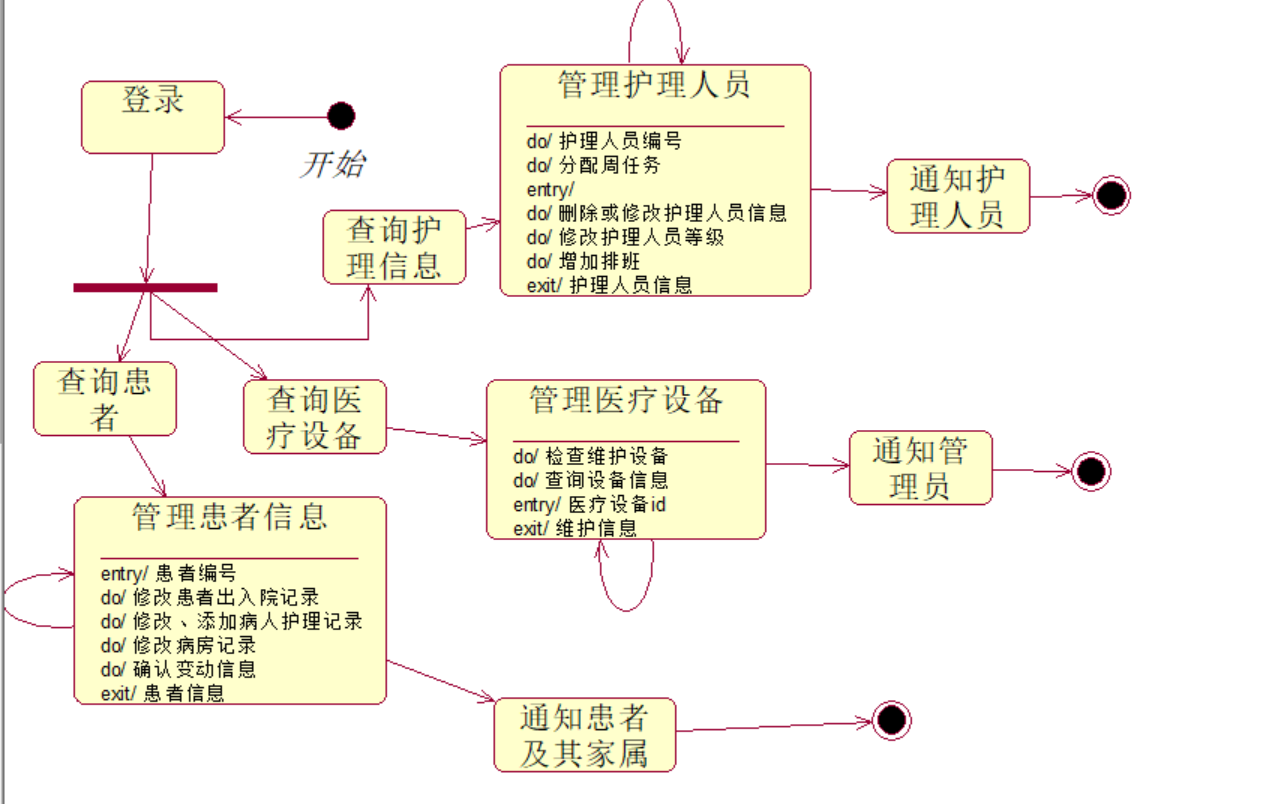 登录
开始
查询护
理信息
管理护理人员
do/ 护理人员编号
do/ 分配周任务
entry/
do/ 删除或修改护理人员信息
do/ 修改护理人员等级
do/ 增加排班
exit/ 护理人员信息
通知护
理人员
查询患
者
查询医
疗设备
管理医疗设备
do/ 检查维护设备
do/ 查询设备信息
entry/ 医疗设备id
exit/ 维护信息
通知管
理员
管理患者信息
entry/ 患者编号
do/ 修改患者出入院记录
do/ 修改、添加病人护理记录
do/ 修改病房记录
do/ 确认变动信息
exit/ 患者信息
通知患者
及其家属